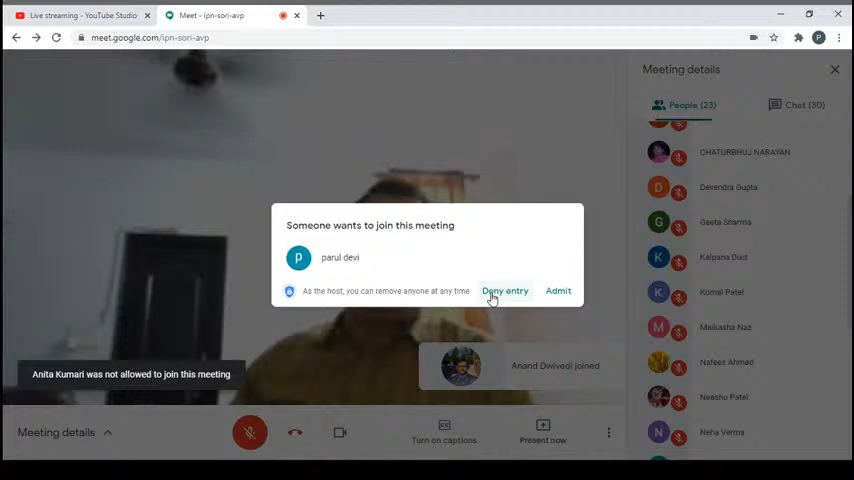 Live streaming - YouTube Studio
Meet - ipn-sori-avp
meet.google.com/ipn-sori-avp
P
Meeting details
People (23)
Chat (30)
CHATURBHUJ NARAYAN
D
Devendra Gupta
G
Geeta Sharma
K
Kalpana Dixit
K
Komal Patel
M
Malkasha Naz
Nafees Ahmed
Neeshu Patel
N
Neha Verma
Someone wants to join this meeting
p
parul devi
As the host, you can remove anyone at any time
Deny entry
Admit
Anita Kumari was not allowed to join this meeting
Anand Dwivedi joined
Meeting details
Turn on captions
Present now